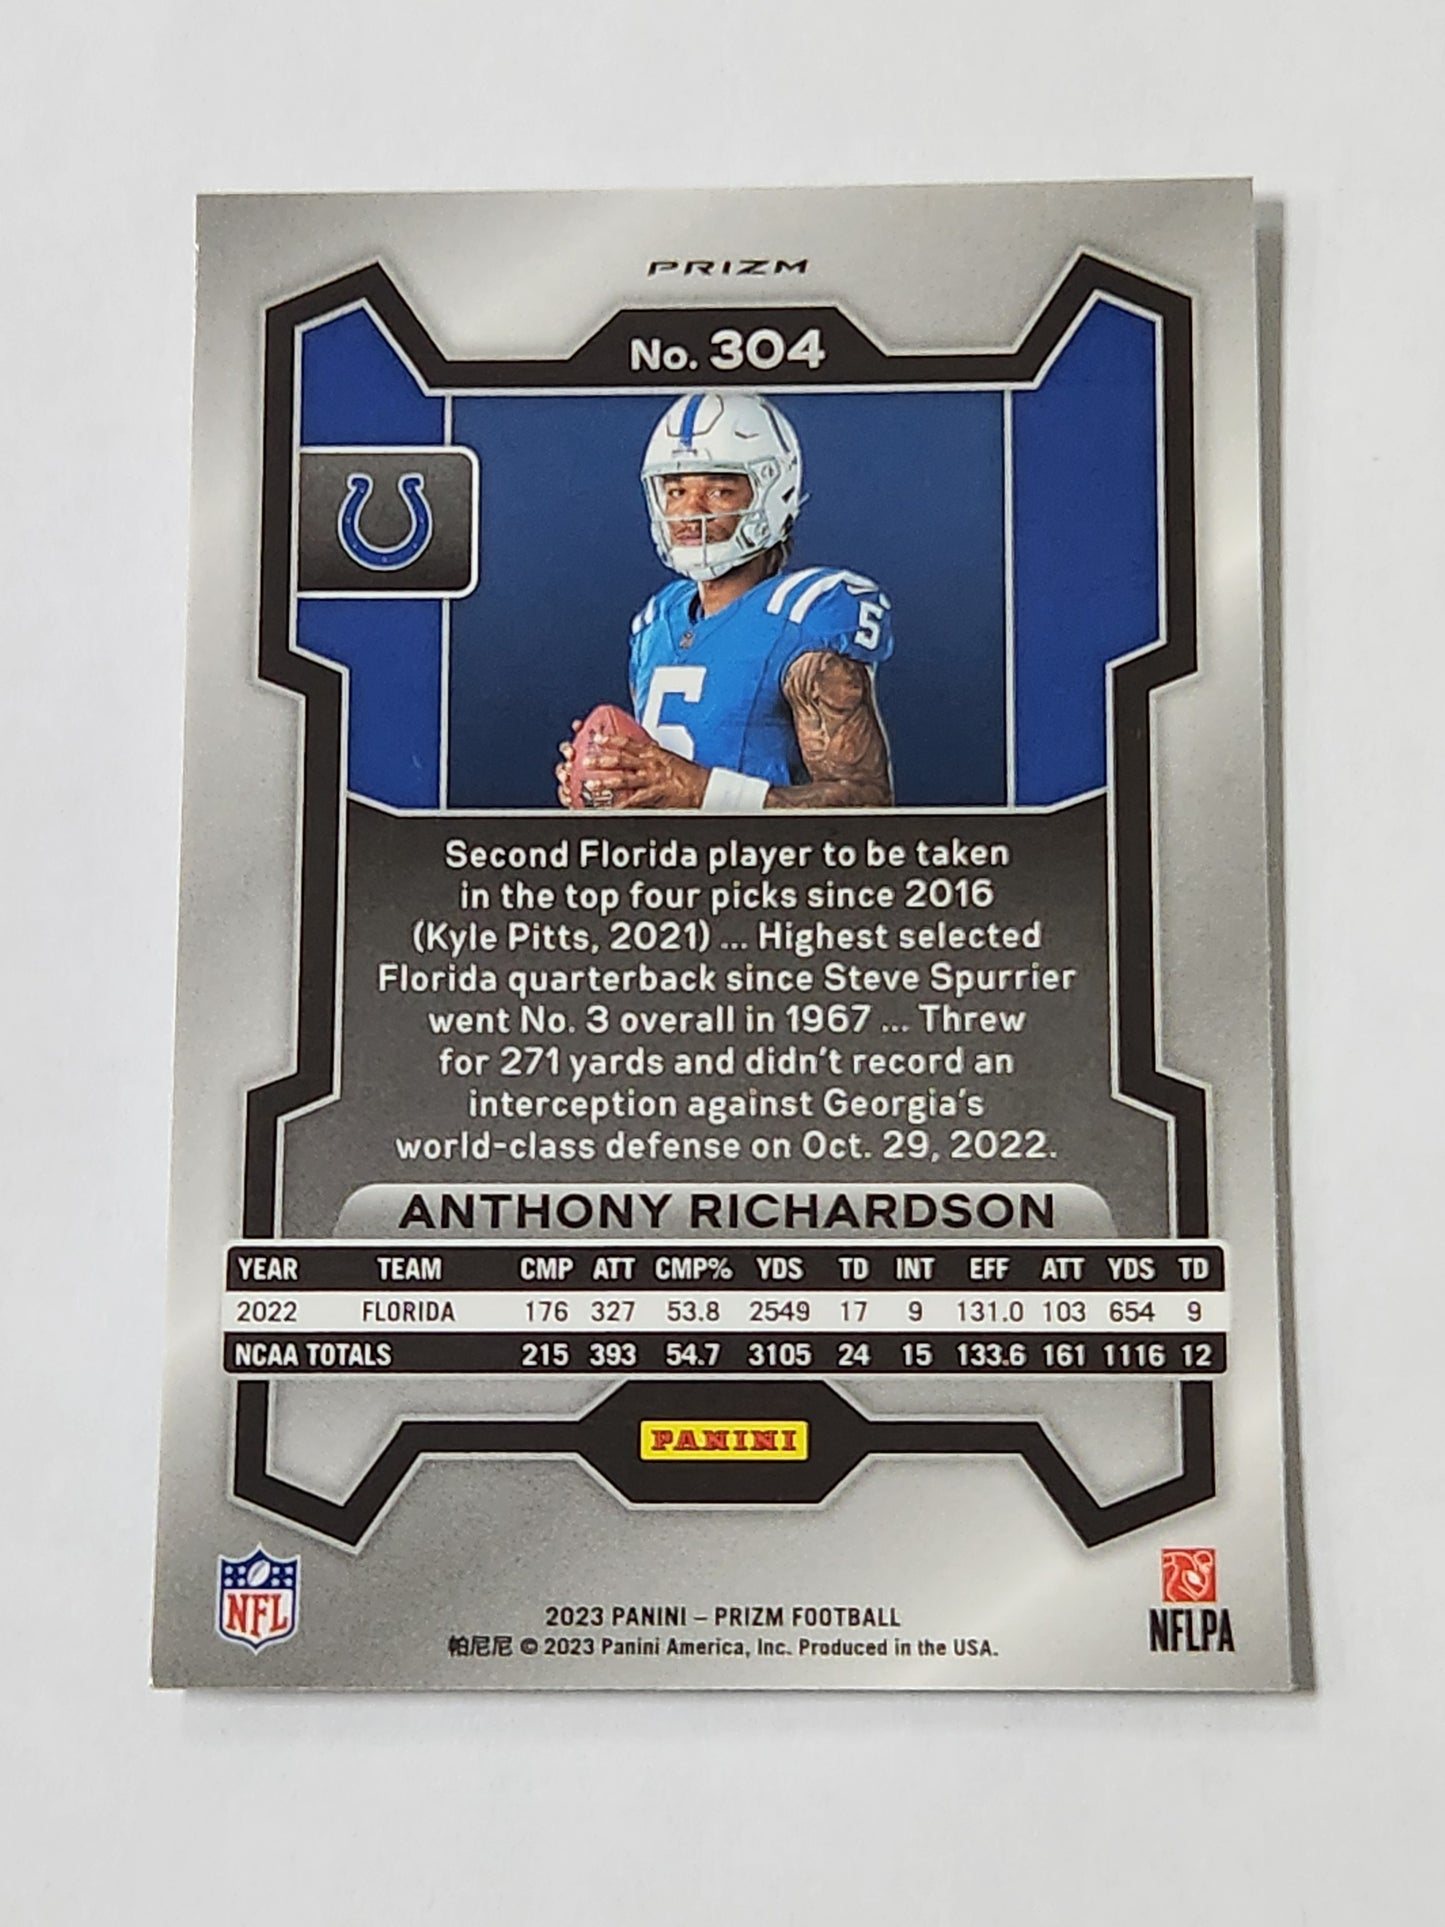 PRIZM
No. 304
5
5
Second Florida player to be taken
in the top four picks since 2016
(Kyle Pitts, 2021) ... Highest selected
Florida quarterback since Steve Spurrier
went No. 3 overall in 1967 ... Threw
for 271 yards and didn't record an
interception against Georgia's
world-class defense on Oct. 29, 2022.
ANTHONY RICHARDSON
YEAR TEAM CMP ATT CMP% YDS TD INT EFF ATT YDS TD
2022 FLORIDA 176 327 53.8 2549 17 9 131.0 103 654 9
NCAA TOTALS 215 393 54.7 3105 24 15 133.6 161 1116 12
PANINI
NFL
2023 PANINI – PRIZM FOOTBALL
帕尼尼 © 2023 Panini America, Inc. Produced in the USA.
NFLPA